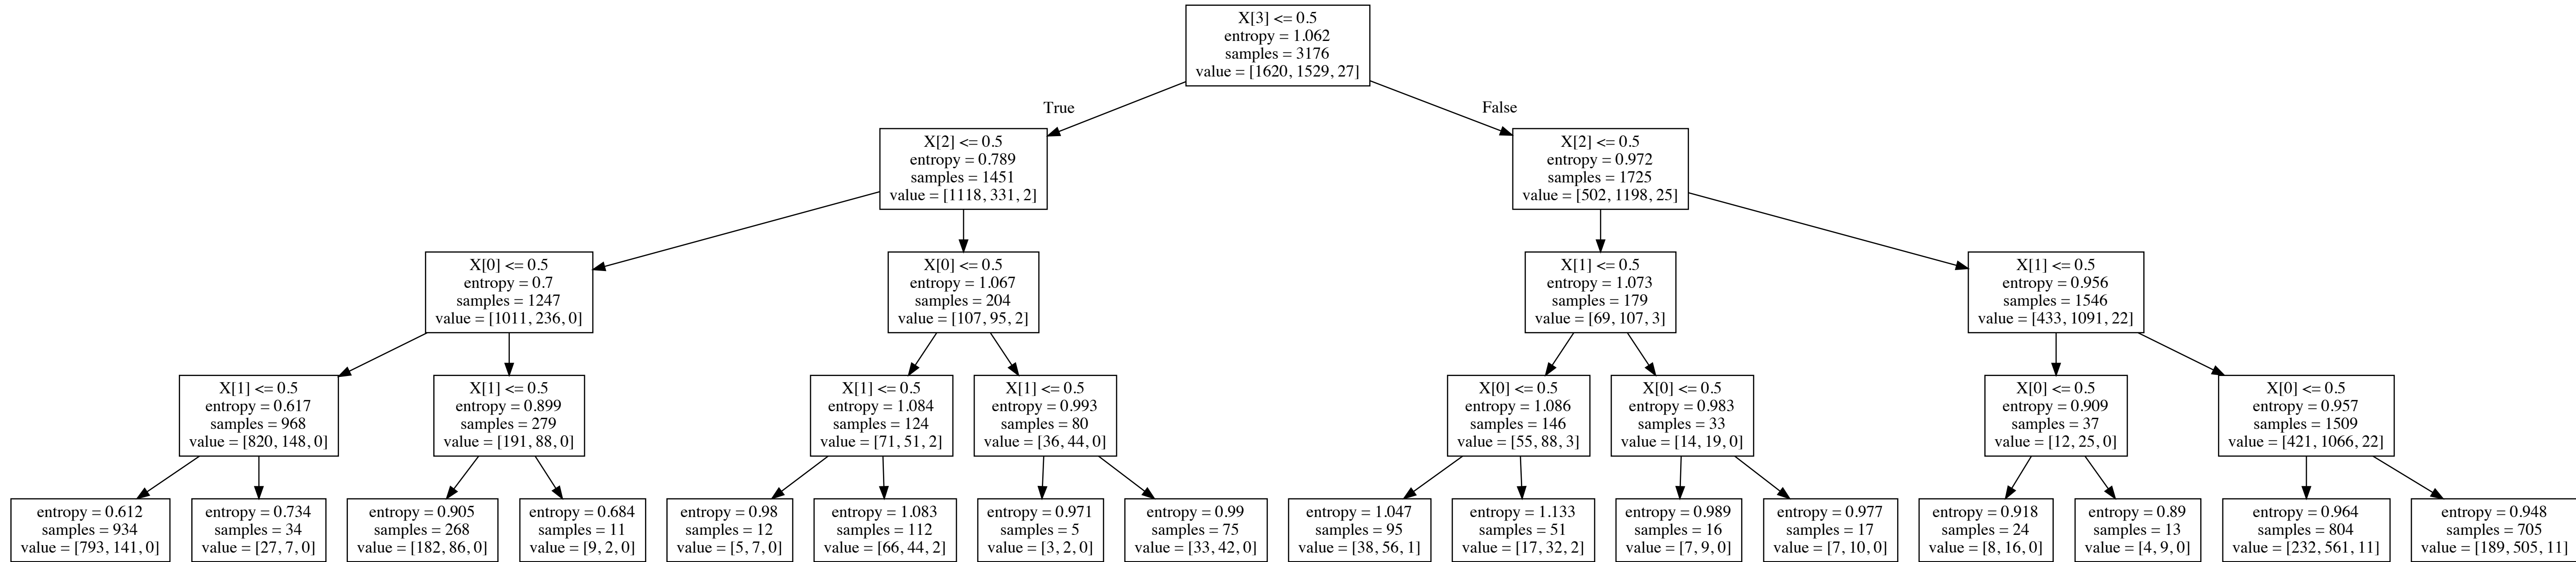 X[3] <= 0.5
entropy = 1.062
samples = 3176
value = [1620, 1529, 27]
True
False
X[2] <= 0.5
entropy = 0.789
samples = 1451
value = [1118, 331, 2]
X[2] <= 0.5
entropy = 0.972
samples = 1725
value = [502, 1198, 25]
X[0] <= 0.5
entropy = 0.7
samples = 1247
value = [1011, 236, 0]
X[0] <= 0.5
entropy = 1.067
samples = 204
value = [107, 95, 2]
X[1] <= 0.5
entropy = 1.073
samples = 179
value = [69, 107, 3]
X[1] <= 0.5
entropy = 0.956
samples = 1546
value = [433, 1091, 22]
X[1] <= 0.5
entropy = 0.617
samples = 968
value = [820, 148, 0]
X[1] <= 0.5
entropy = 0.899
samples = 279
value = [191, 88, 0]
X[1] <= 0.5
entropy = 1.084
samples = 124
value = [71, 51, 2]
X[1] <= 0.5
entropy = 0.993
samples = 80
value = [36, 44, 0]
X[0] <= 0.5
entropy = 1.086
samples = 146
value = [55, 88, 3]
X[0] <= 0.5
entropy = 0.983
samples = 33
value = [14, 19, 0]
X[0] <= 0.5
entropy = 0.909
samples = 37
value = [12, 25, 0]
X[0] <= 0.5
entropy = 0.957
samples = 1509
value = [421, 1066, 22]
entropy = 0.612
samples = 934
value = [793, 141, 0]
entropy = 0.734
samples = 34
value = [27, 7, 0]
entropy = 0.905
samples = 268
value = [182, 86, 0]
entropy = 0.684
samples = 11
value = [9, 2, 0]
entropy = 0.98
samples = 12
value = [5, 7, 0]
entropy = 1.083
samples = 112
value = [66, 44, 2]
entropy = 0.971
samples = 5
value = [3, 2, 0]
entropy = 0.99
samples = 75
value = [33, 42, 0]
entropy = 1.047
samples = 95
value = [38, 56, 1]
entropy = 1.133
samples = 51
value = [17, 32, 2]
entropy = 0.989
samples = 16
value = [7, 9, 0]
entropy = 0.977
samples = 17
value = [7, 10, 0]
entropy = 0.918
samples = 24
value = [8, 16, 0]
entropy = 0.89
samples = 13
value = [4, 9, 0]
entropy = 0.964
samples = 804
value = [232, 561, 11]
entropy = 0.948
samples = 705
value = [189, 505, 11]